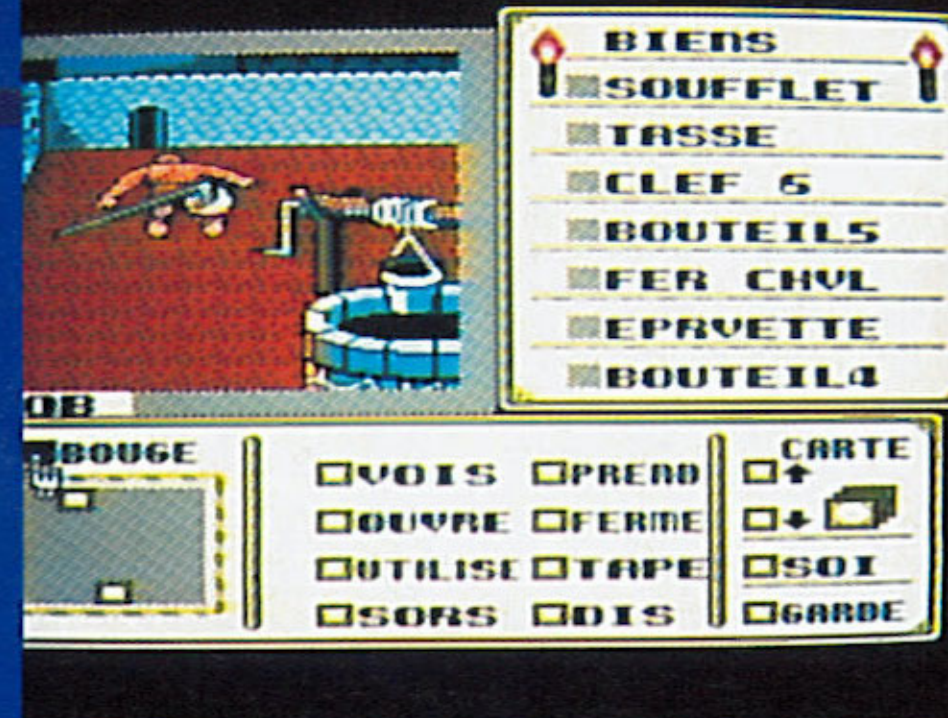 BIENS
SOUFFLET
TASSE
CLEF 6
BOUTEIL5
FER CHVL
EPRVETTE
BOUTEIL4
OB
BOUGE
VOIS PREND
OUVRE FERME
UTILISE TAPE
SORS DIS
CARTE
SOI
GARDE